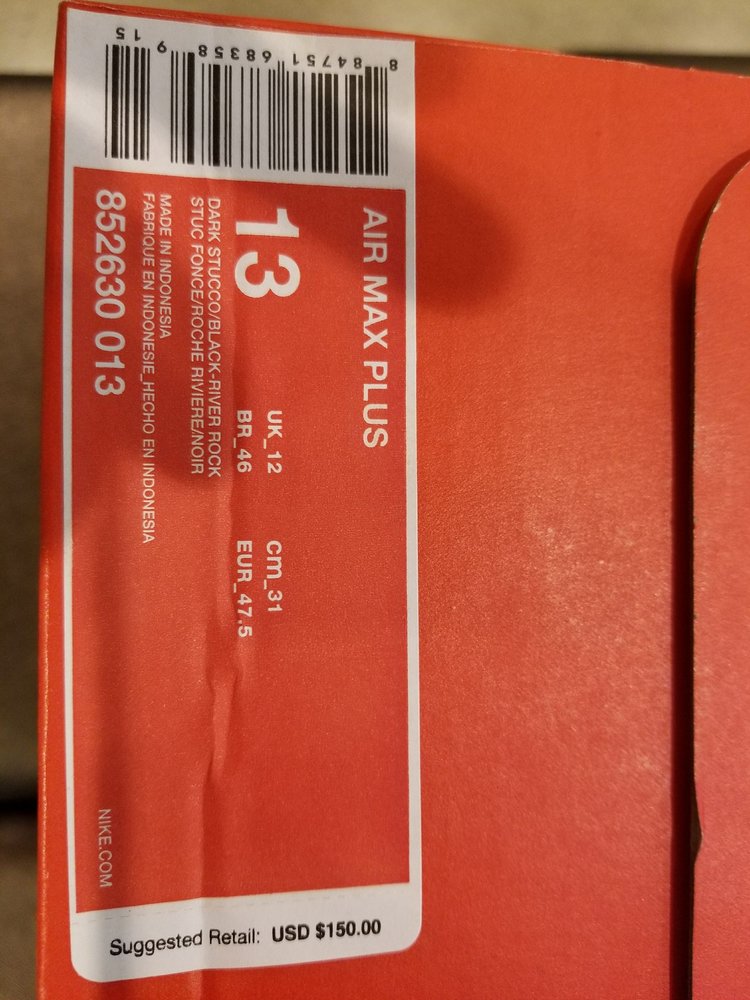 AIR MAX PLUS
13
UK_12 cm_31
BR_46 EUR_47.5
DARK STUCCO/BLACK-RIVER ROCK
STUC FONCE/ROCHE RIVIERE/NOIR
MADE IN INDONESIA
FABRIQUE EN INDONESIE_HECHO EN INDONESIA
852630 013
NIKE.COM
8 84751 68358 9 15
Suggested Retail: USD $150.00